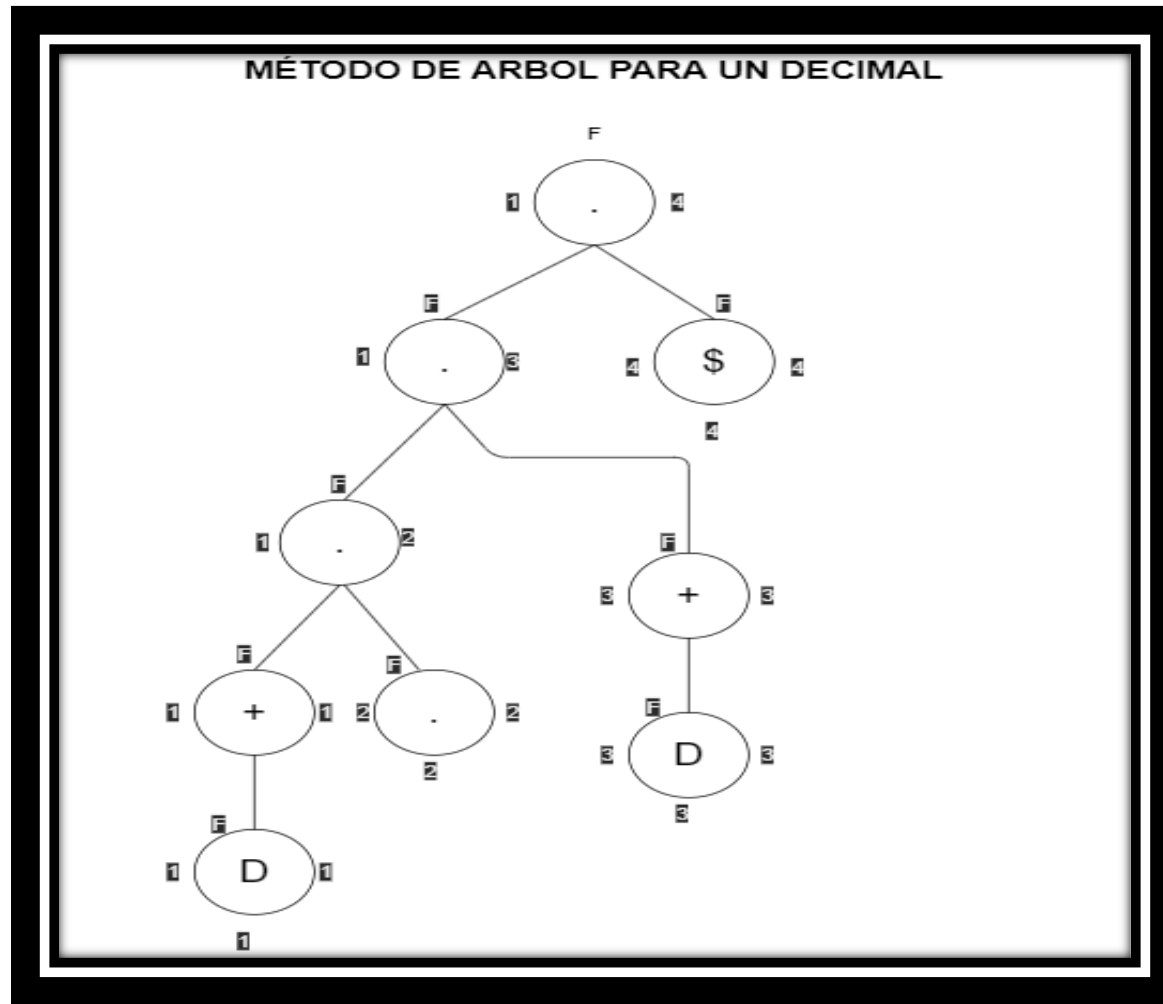 MÉTODO DE ARBOL PARA UN DECIMAL
F
1 . 4
F F
1 . 3 4 $ 4
4
F
1 . 2
F
3 + 3
F F
1 + 1 2 . 2
2
F
3 D 3
3
F
1 D 1
1